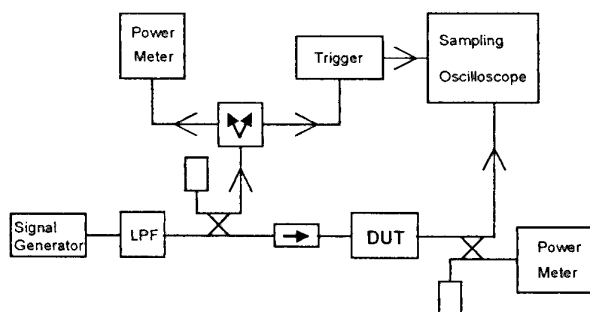 Power
Meter
Trigger
Sampling
Oscilloscope
Signal
Generator
LPF
DUT
Power
Meter